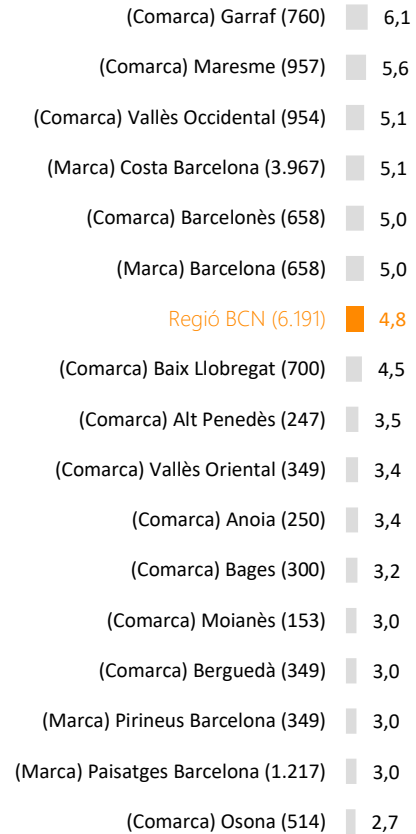 (Comarca) Garraf (760) 6,1
(Comarca) Maresme (957) 5,6
(Comarca) Vallès Occidental (954) 5,1
(Marca) Costa Barcelona (3.967) 5,1
(Comarca) Barcelonès (658) 5,0
(Marca) Barcelona (658) 5,0
Regió BCN (6.191) 4,8
(Comarca) Baix Llobregat (700) 4,5
(Comarca) Alt Penedès (247) 3,5
(Comarca) Vallès Oriental (349) 3,4
(Comarca) Anoia (250) 3,4
(Comarca) Bages (300) 3,2
(Comarca) Moianès (153) 3,0
(Comarca) Berguedà (349) 3,0
(Marca) Pirineus Barcelona (349) 3,0
(Marca) Paisatges Barcelona (1.217) 3,0
(Comarca) Osona (514) 2,7